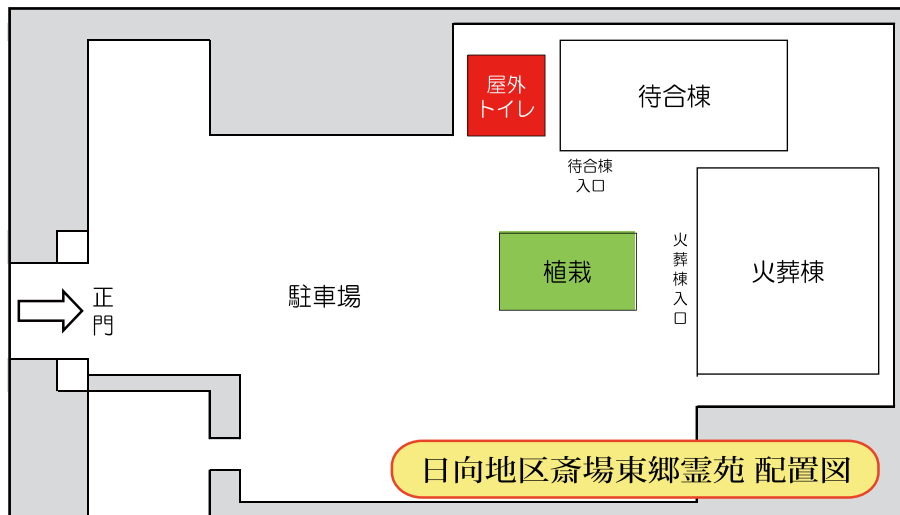 屋外
トイレ
待合棟
待合棟
入口
火葬棟入口
植栽
火葬棟
駐車場
正門
日向地区斎場東郷霊苑 配置図